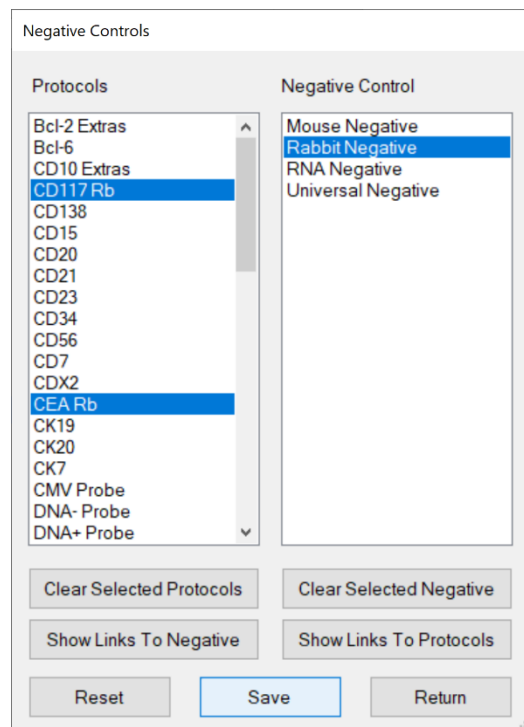 Negative Controls
Protocols
Bcl-2 Extras
Bcl-6
CD10 Extras
CD117 Rb
CD138
CD15
CD20
CD21
CD23
CD34
CD56
CD7
CDX2
CEA Rb
CK19
CK20
CK7
CMV Probe
DNA- Probe
DNA+ Probe
Negative Control
Mouse Negative
Rabbit Negative
RNA Negative
Universal Negative
Clear Selected Protocols
Clear Selected Negative
Show Links To Negative
Show Links To Protocols
Reset
Save
Return